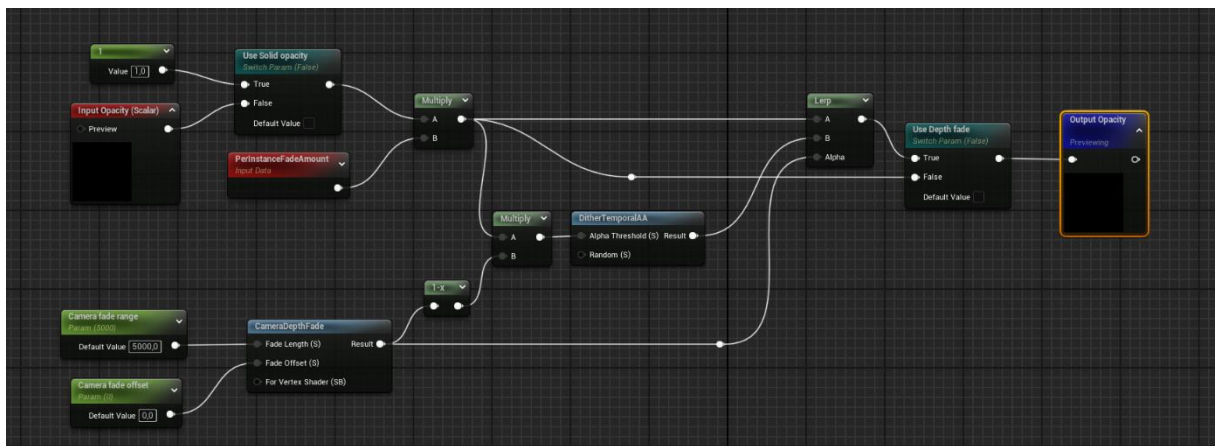 1
Value 1,0
Input Opacity (Scalar)
Preview
Use Solid opacity
Switch Param (False)
True
False
Default Value
PerInstanceFadeAmount
Input Data
Multiply
A
B
Multiply
A
B
DitherTemporalAA
Alpha Threshold (S) Result
Random (S)
1-x
Camera fade range
Param (5000)
Default Value 5000,0
Camera fade offset
Param (0)
Default Value 0,0
CameraDepthFade
Fade Length (S) Result
Fade Offset (S)
For Vertex Shader (SB)
Lerp
A
B
Alpha
Use Depth fade
Switch Param (False)
True
False
Default Value
Output Opacity
Previewing